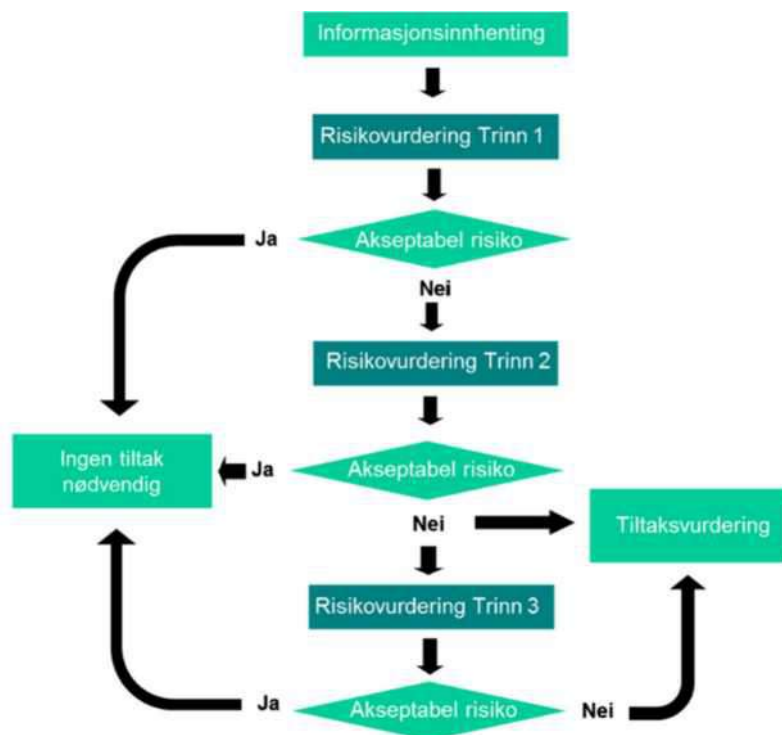 Informasjonsinnhenting
Risikovurdering Trinn 1
Ja
Akseptabel risiko
Nei
Risikovurdering Trinn 2
Ingen tiltak
nødvendig
Ja
Akseptabel risiko
Nei
Tiltaksvurdering
Risikovurdering Trinn 3
Ja
Akseptabel risiko
Nei